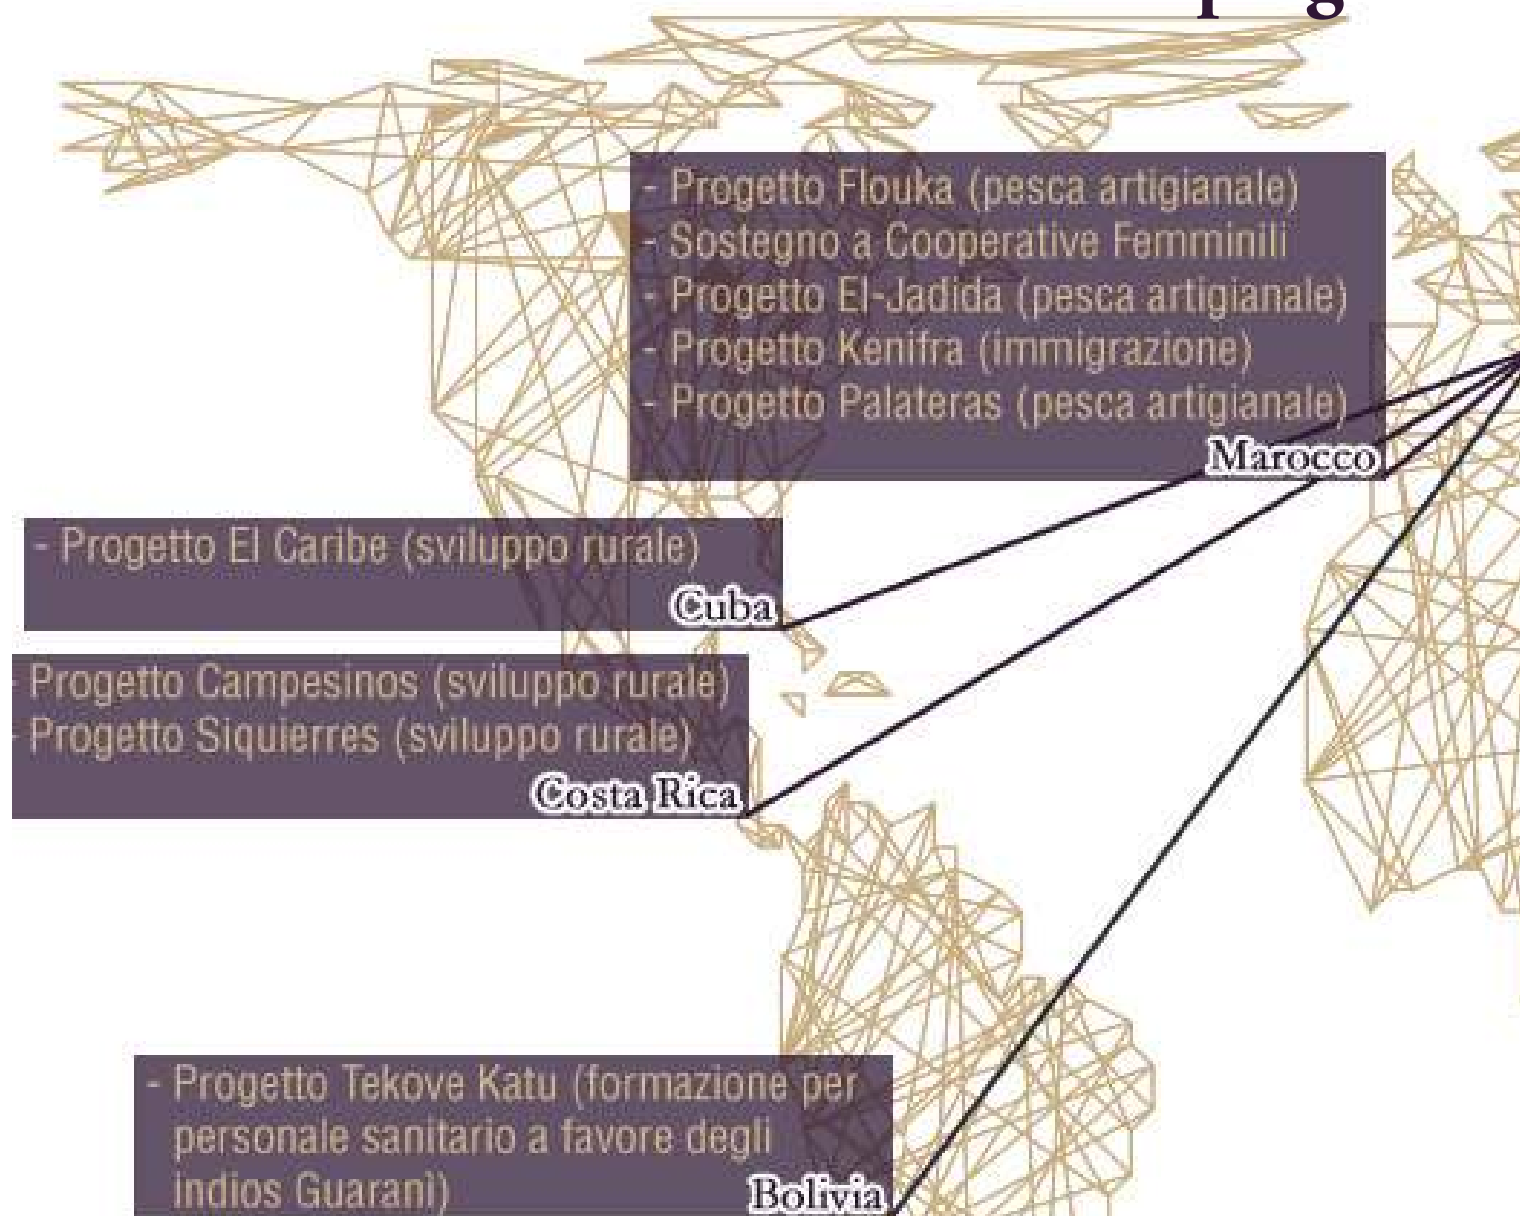 - Progetto Flouka (pesca artigianale)
- Sostegno a Cooperative Femminili
- Progetto El-Jadida (pesca artigianale)
- Progetto Kenifra (immigrazione)
- Progetto Palateras (pesca artigianale)
Marocco
- Progetto El Caribe (sviluppo rurale)
Cuba
- Progetto Campesinos (sviluppo rurale)
- Progetto Siquierres (sviluppo rurale)
Costa Rica
- Progetto Tekove Katu (formazione per
personale sanitario a favore degli
indios Guaranì)
Bolivia